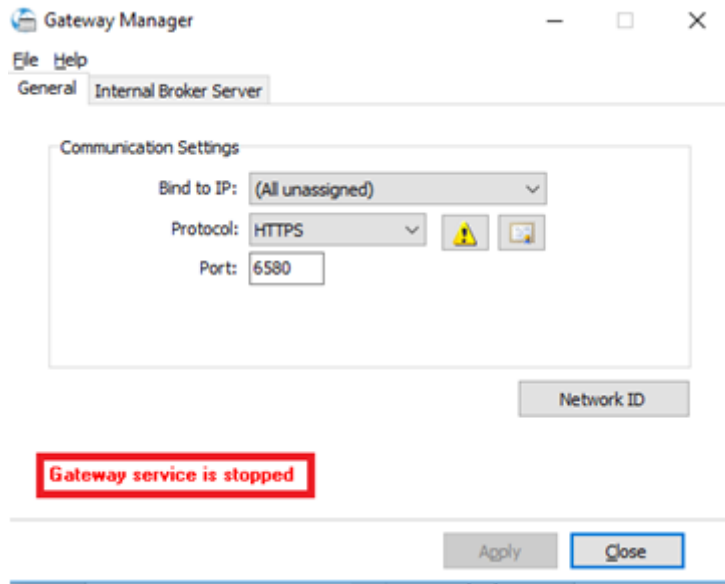 Gateway Manager
File Help
General Internal Broker Server
Communication Settings
Bind to IP: (All unassigned)
Protocol: HTTPS
Port: 6580
Network ID
Gateway service is stopped
Apply Close